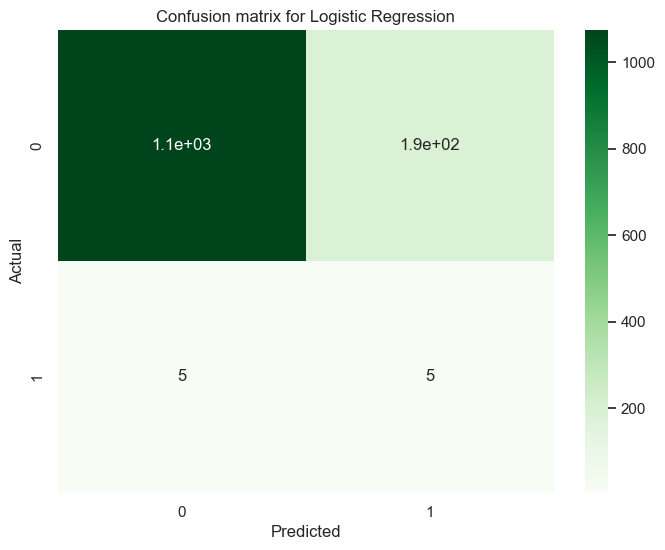 Confusion matrix for Logistic Regression
Actual
0
1.1e+03
1.9e+02
1
5
5
0
1
Predicted
1000
800
600
400
200